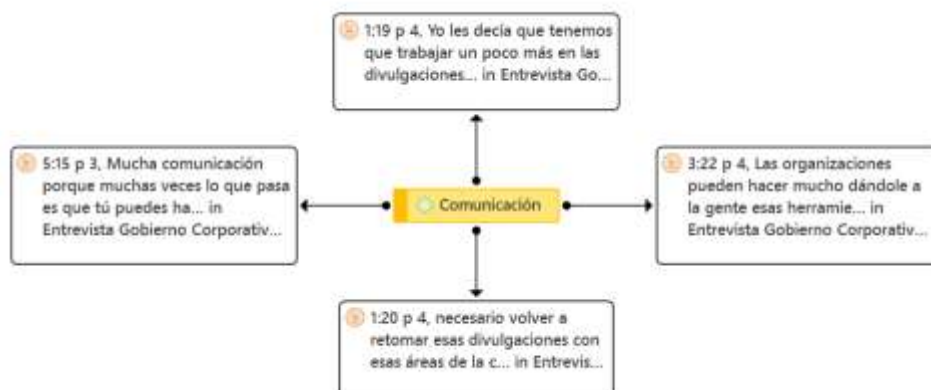 1:19 p 4, Yo les decía que tenemos
que trabajar un poco más en las
divulgaciones... in Entrevista Go...
5:15 p 3, Mucha comunicación
porque muchas veces lo que pasa
es que tú puedes ha... in
Entrevista Gobierno Corporativ...
Comunicación
3:22 p 4, Las organizaciones
pueden hacer mucho dándole a
la gente esas herramie... in
Entrevista Gobierno Corporativ...
1:20 p 4, necesario volver a
retomar esas divulgaciones con
esas áreas de la c... in Entrevis...